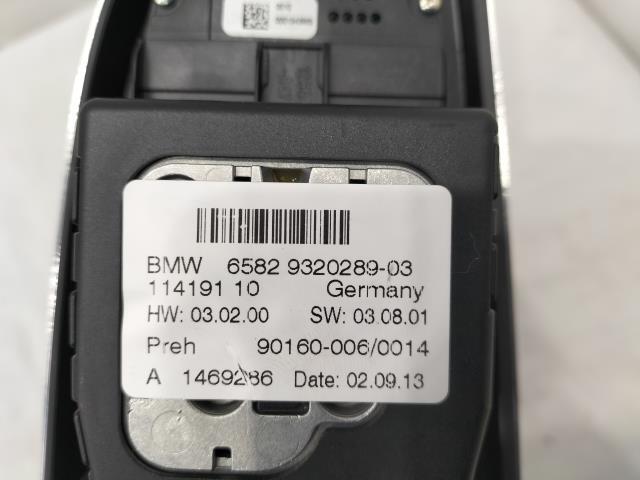 BMW 6582 9320289-03
114191 10 Germany
HW: 03.02.00 SW: 03.08.01
Preh 90160-006/0014
A 1469286 Date: 02.09.13